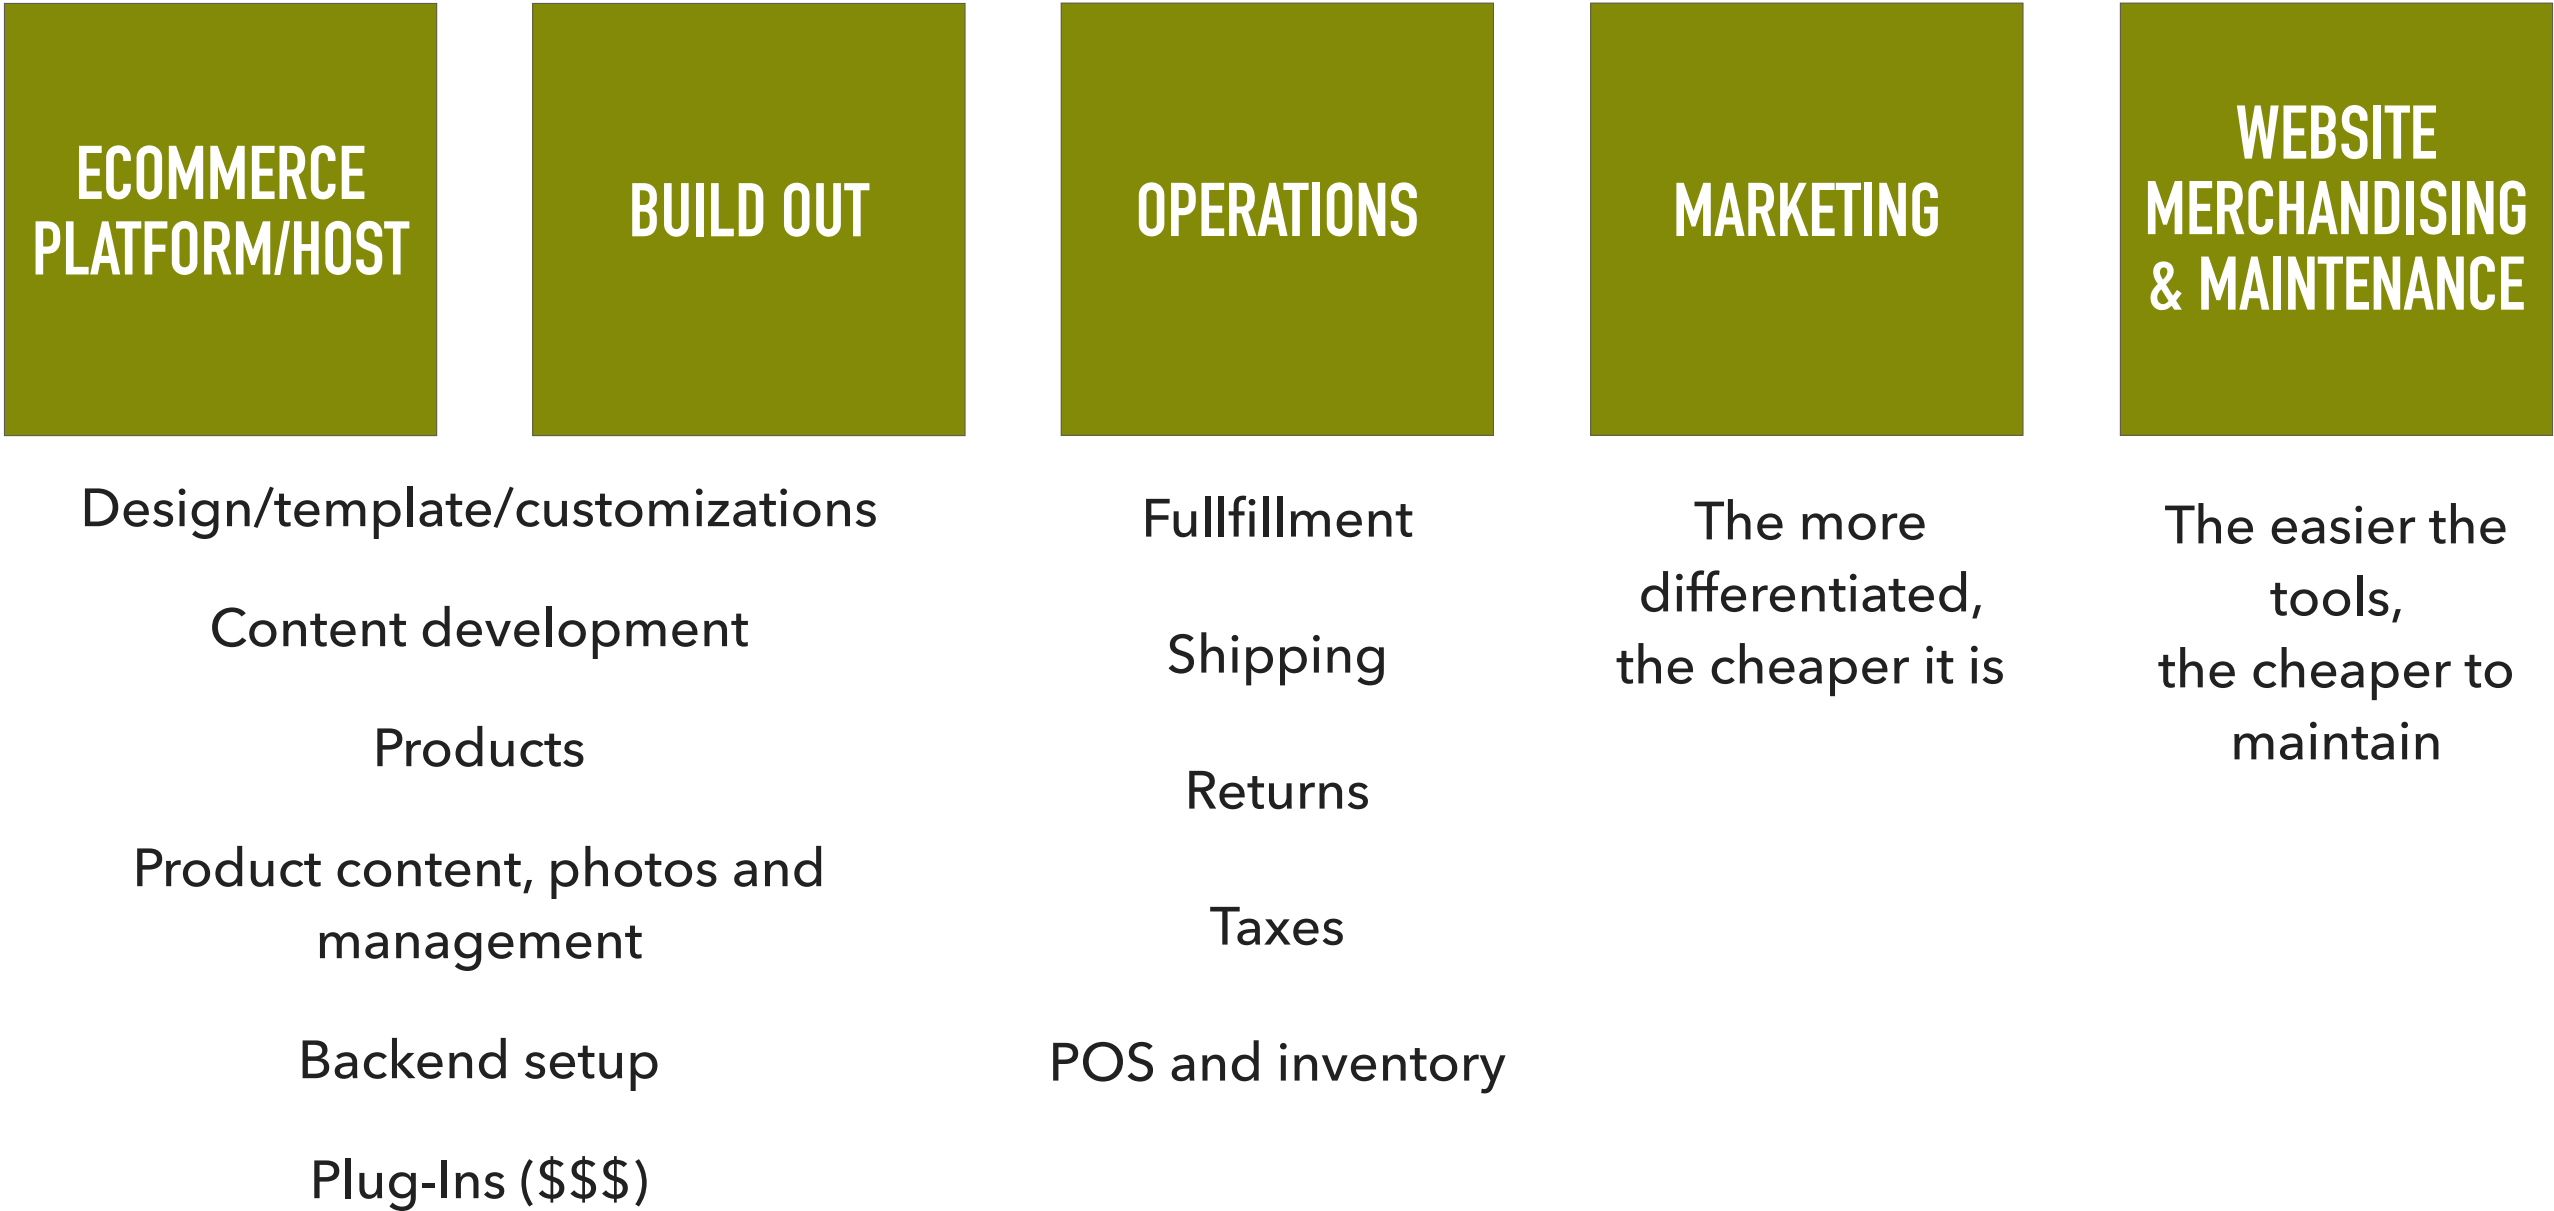 ECOMMERCE
PLATFORM/HOST
BUILD OUT
OPERATIONS
MARKETING
WEBSITE
MERCHANDISING
& MAINTENANCE
Design/template/customizations
Content development
Products
Product content, photos and
management
Backend setup
Plug-Ins ($$$)
Fullfillment
Shipping
Returns
Taxes
POS and inventory
The more
differentiated,
the cheaper it is
The easier the
tools,
the cheaper to
maintain